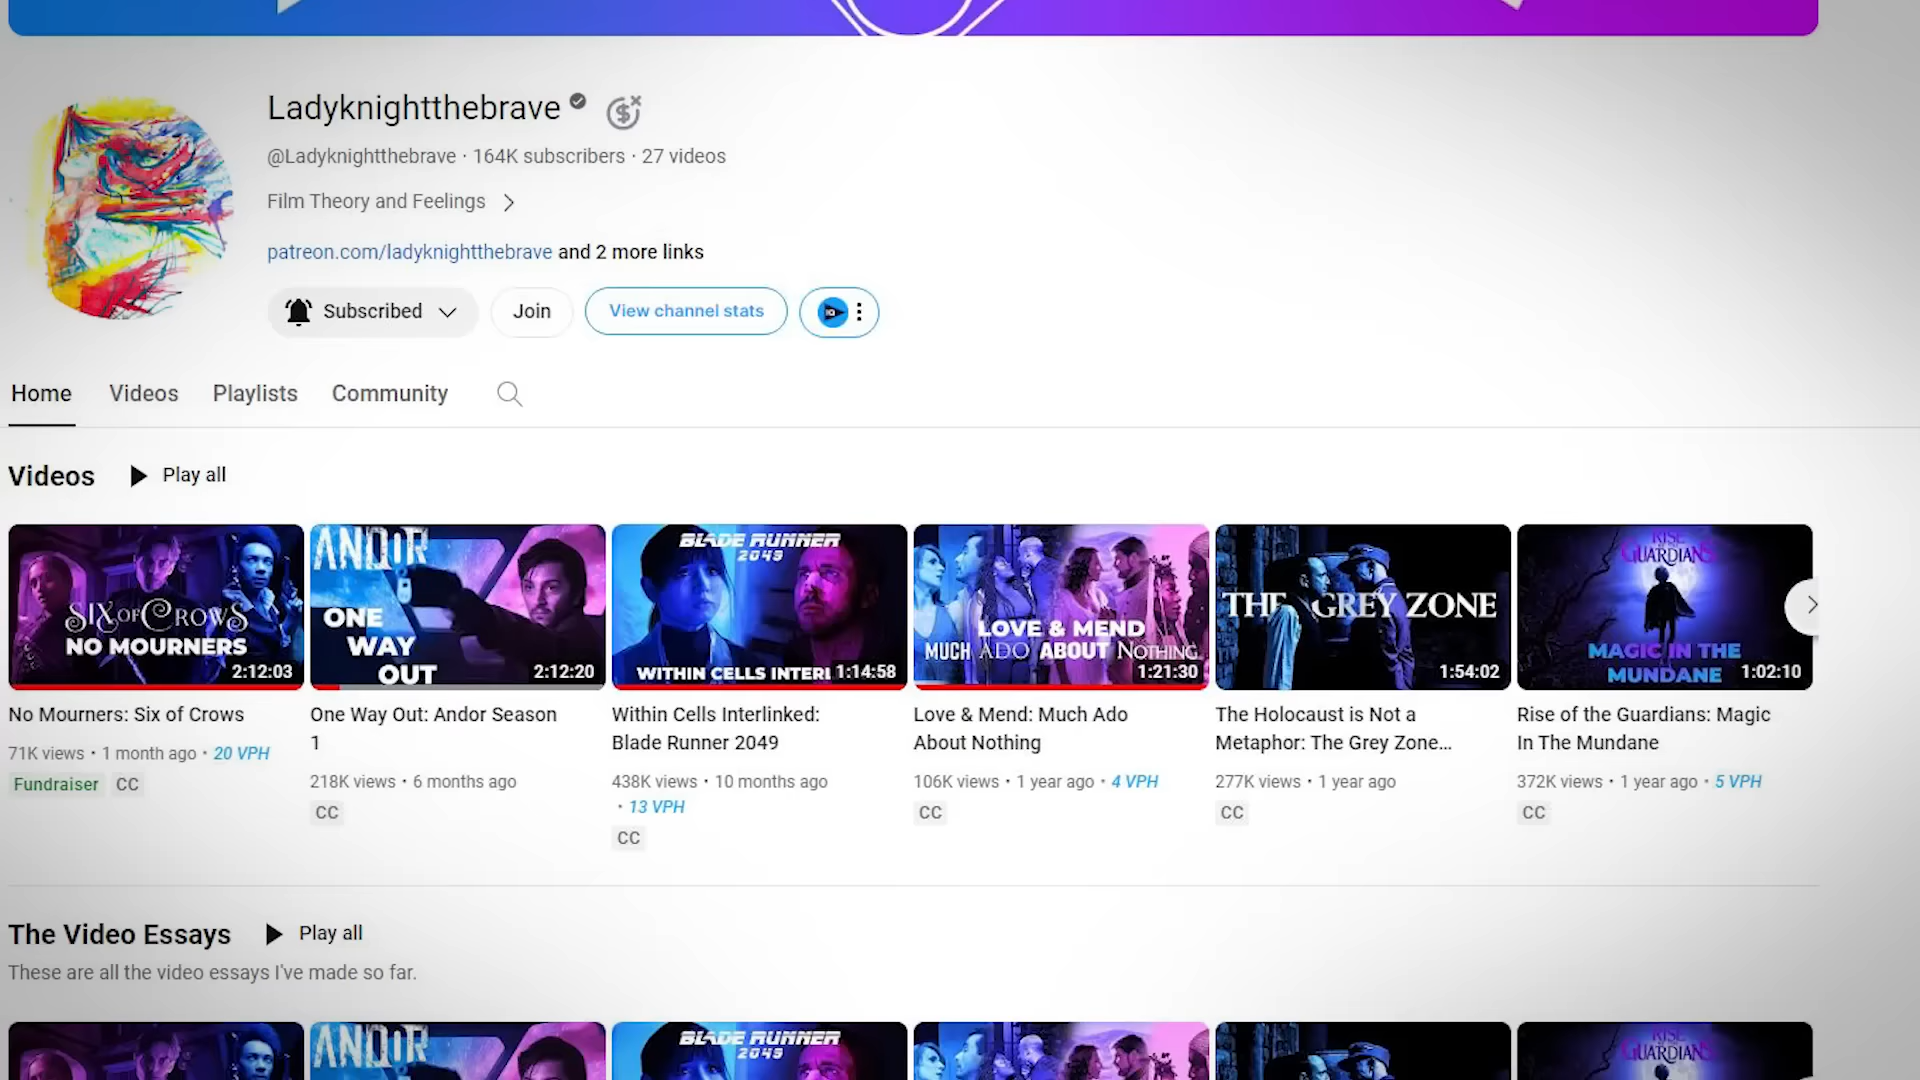 Ladyknightthebrave
@Ladyknightthebrave · 164K subscribers · 27 videos
Film Theory and Feelings
patreon.com/ladyknightthebrave and 2 more links
Subscribed
Join
View channel stats
Home
Videos
Playlists
Community
Videos
Play all
SIX OF CROWS
NO MOURNERS
2:12:03
ANDOR
ONE
WAY
OUT
2:12:20
BLADE RUNNER
2049
WITHIN CELLS INTERL
1:14:58
LOVE & MEND
MUCH ADO ABOUT NOTHING
1:21:30
THE GREY ZONE
1:54:02
RISE
OF THE
GUARDIANS
MAGIC IN THE
MUNDANE
1:02:10
No Mourners: Six of Crows
71K views • 1 month ago • 20 VPH
Fundraiser
CC
One Way Out: Andor Season
1
218K views • 6 months ago
CC
Within Cells Interlinked:
Blade Runner 2049
438K views • 10 months ago
• 13 VPH
CC
Love & Mend: Much Ado
About Nothing
106K views • 1 year ago • 4 VPH
CC
The Holocaust is Not a
Metaphor: The Grey Zone...
277K views • 1 year ago
CC
Rise of the Guardians: Magic
In The Mundane
372K views • 1 year ago • 5 VPH
CC
The Video Essays
Play all
These are all the video essays I've made so far.
ANDOR
BLADE RUNNER
2049
RISE
OF THE
GUARDIANS